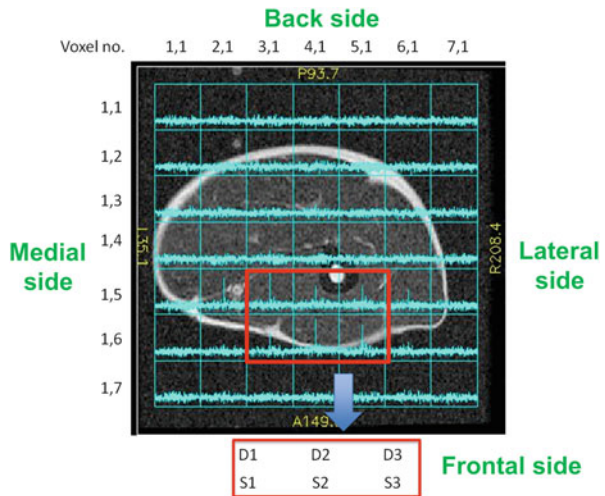 Back side
Voxel no. 1,1 2,1 3,1 4,1 5,1 6,1 7,1
P93.7
1,1
1,2
1,3
1,4
1,5
1,6
1,7
Medial side
Lateral side
R208.4
A149.
D1 D2 D3
S1 S2 S3
Frontal side